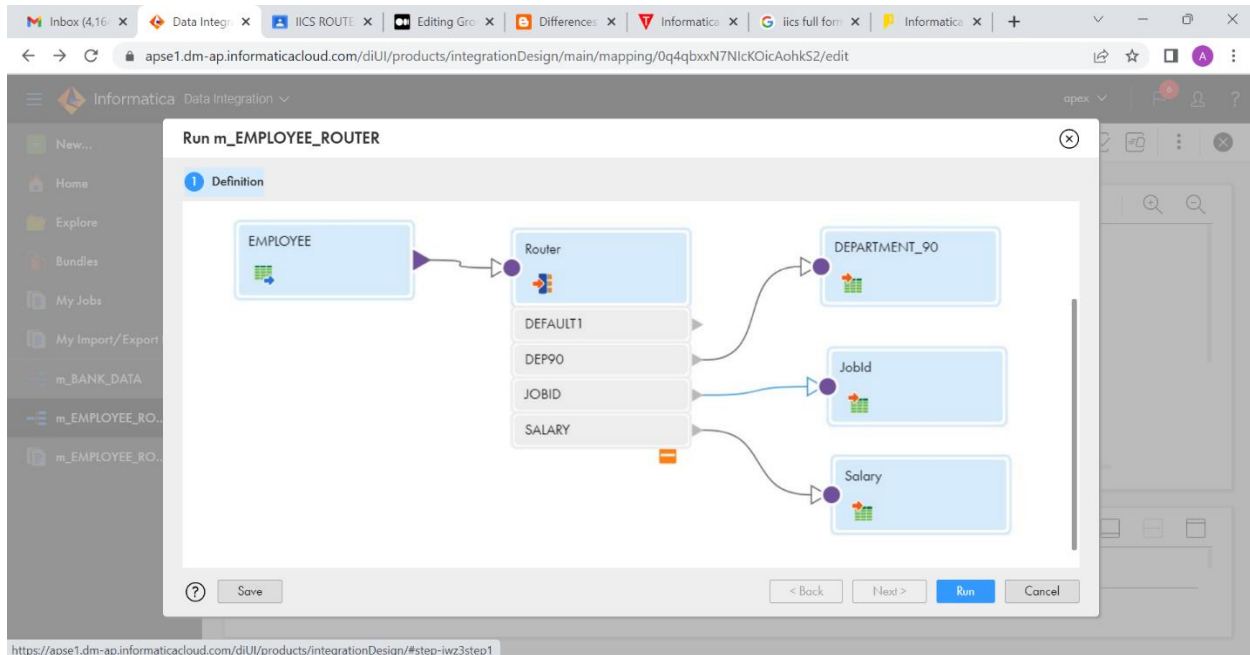 Inbox (4,16
Data Integr
IICS ROUTE
Editing Gro
Differences
Informatica
iics full form
Informatica
apse1.dm-ap.informaticacloud.com/diUI/products/integrationDesign/main/mapping/0q4qbxxN7NIcKOicAohkS2/edit
A
Informatica Data Integration
apex
6
?
New...
Home
Explore
Bundles
My Jobs
My Import/Export
m_BANK_DATA
m_EMPLOYEE_RO...
m_EMPLOYEE_RO...
Run m_EMPLOYEE_ROUTER
1 Definition
EMPLOYEE
Router
DEFAULT1
DEP90
JOBID
SALARY
DEPARTMENT_90
JobId
Salary
? Save
< Back
Next >
Run
Cancel
https://apse1.dm-ap.informaticacloud.com/diUI/products/integrationDesign/#step-iwz3step1